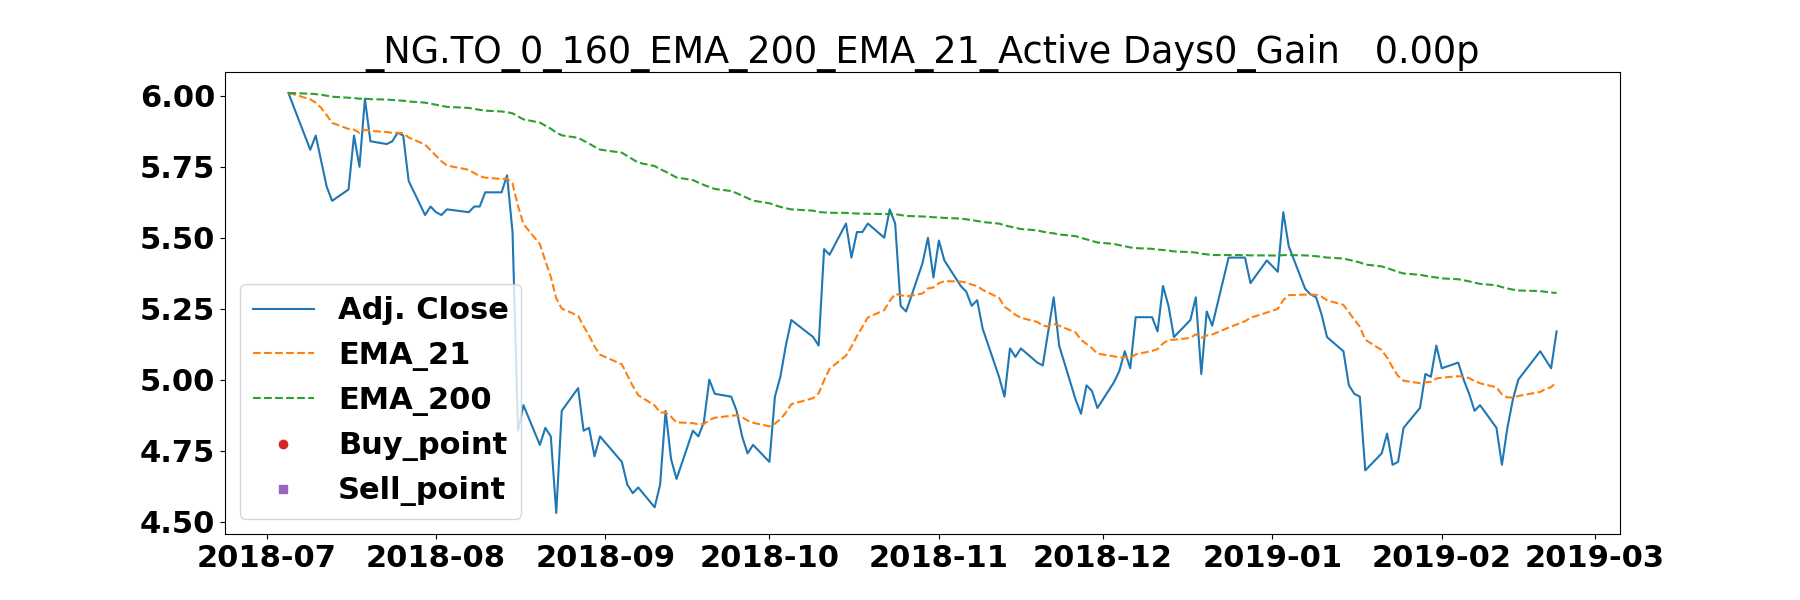 _NG.TO_0_160_EMA_200_EMA_21_Active Days0_Gain   0.00p
6.00
5.75
5.50
5.25
5.00
4.75
4.50
Adj. Close
EMA_21
EMA_200
Buy_point
Sell_point
2018-07 2018-08 2018-09 2018-10 2018-11 2018-12 2019-01 2019-02 2019-03